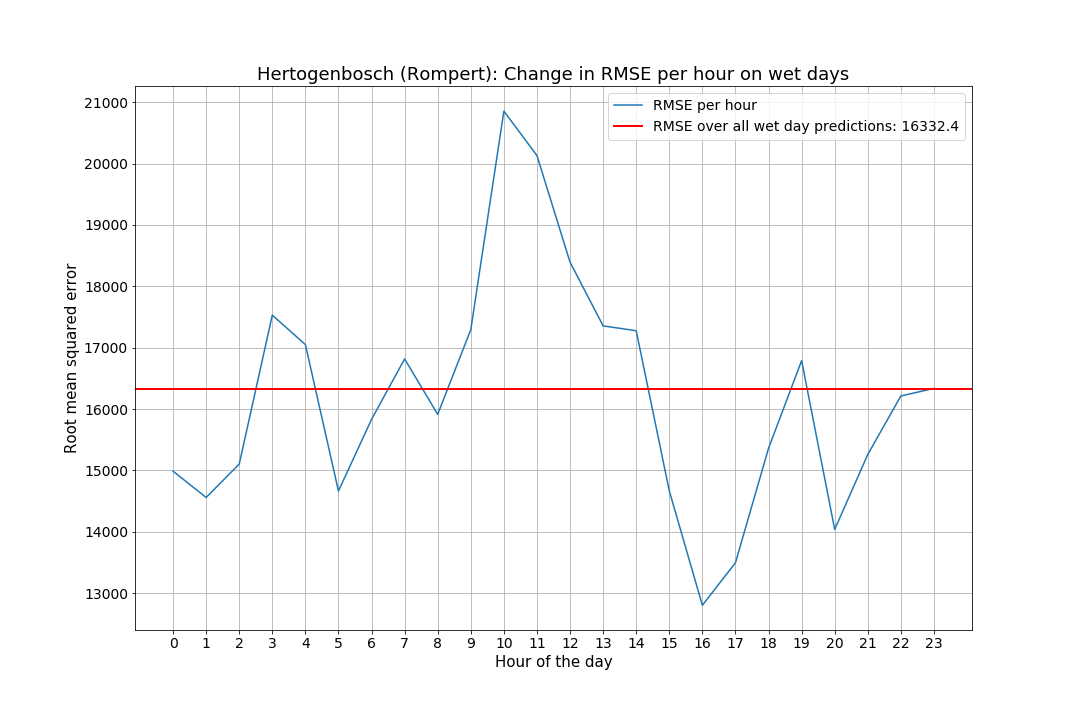 Hertogenbosch (Rompert): Change in RMSE per hour on wet days
RMSE per hour
RMSE over all wet day predictions: 16332.4
21000
20000
19000
18000
17000
16000
15000
14000
13000
Root mean squared error
0 1 2 3 4 5 6 7 8 9 10 11 12 13 14 15 16 17 18 19 20 21 22 23
Hour of the day